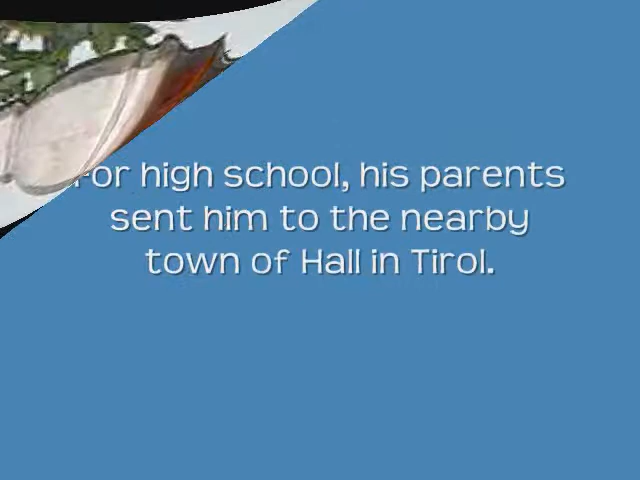 For high school, his parents
sent him to the nearby
town of Hall in Tirol.